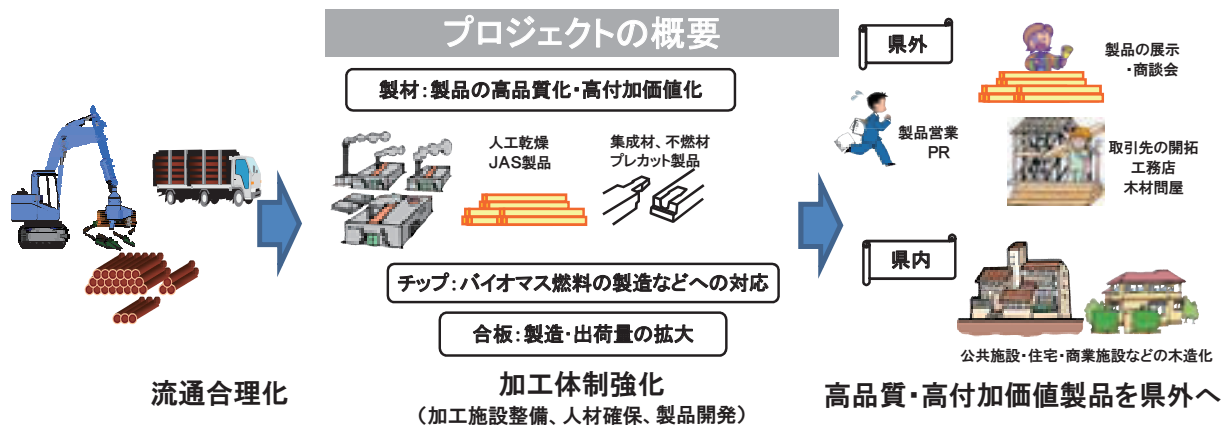 プロジェクトの概要
製材：製品の高品質化・高付加価値化
人工乾燥
JAS製品
集成材、不燃材
プレカット製品
チップ：バイオマス燃料の製造などへの対応
合板：製造・出荷量の拡大
流通合理化
加工体制強化
（加工施設整備、人材確保、製品開発）
県外
製品の展示
・商談会
製品営業
PR
取引先の開拓
工務店
木材問屋
県内
公共施設・住宅・商業施設などの木造化
高品質・高付加価値製品を県外へ